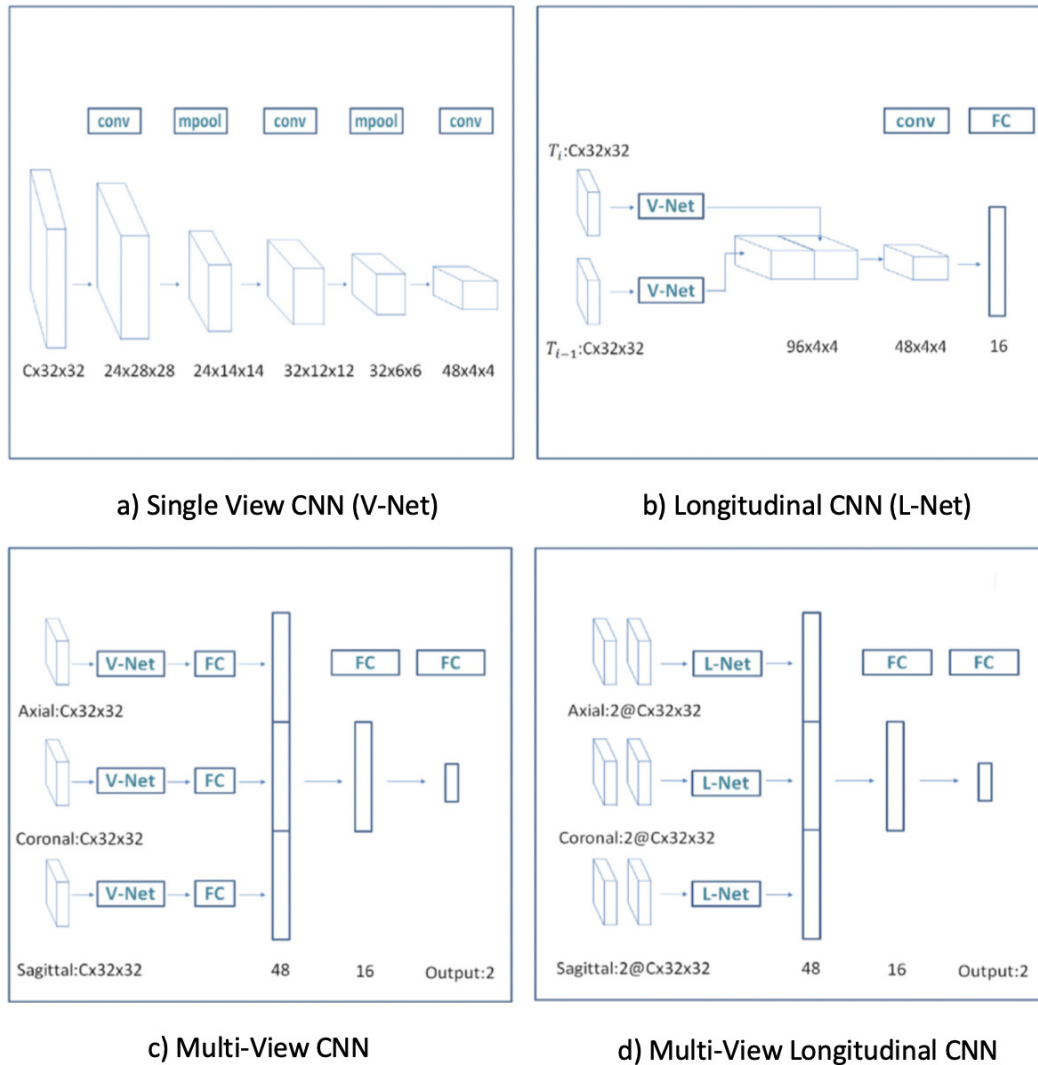 conv mpool conv mpool conv
Cx32x32 24x28x28 24x14x14 32x12x12 32x6x6 48x4x4
a) Single View CNN (V-Net)
conv FC
T_i:Cx32x32
V-Net
V-Net
T_{i-1}:Cx32x32 96x4x4 48x4x4 16
b) Longitudinal CNN (L-Net)
V-Net FC FC FC
Axial:Cx32x32
V-Net FC
Coronal:Cx32x32
V-Net FC
Sagittal:Cx32x32 48 16 Output:2
c) Multi-View CNN
L-Net FC FC
Axial:2@Cx32x32
L-Net
Coronal:2@Cx32x32
L-Net
Sagittal:2@Cx32x32 48 16 Output:2
d) Multi-View Longitudinal CNN